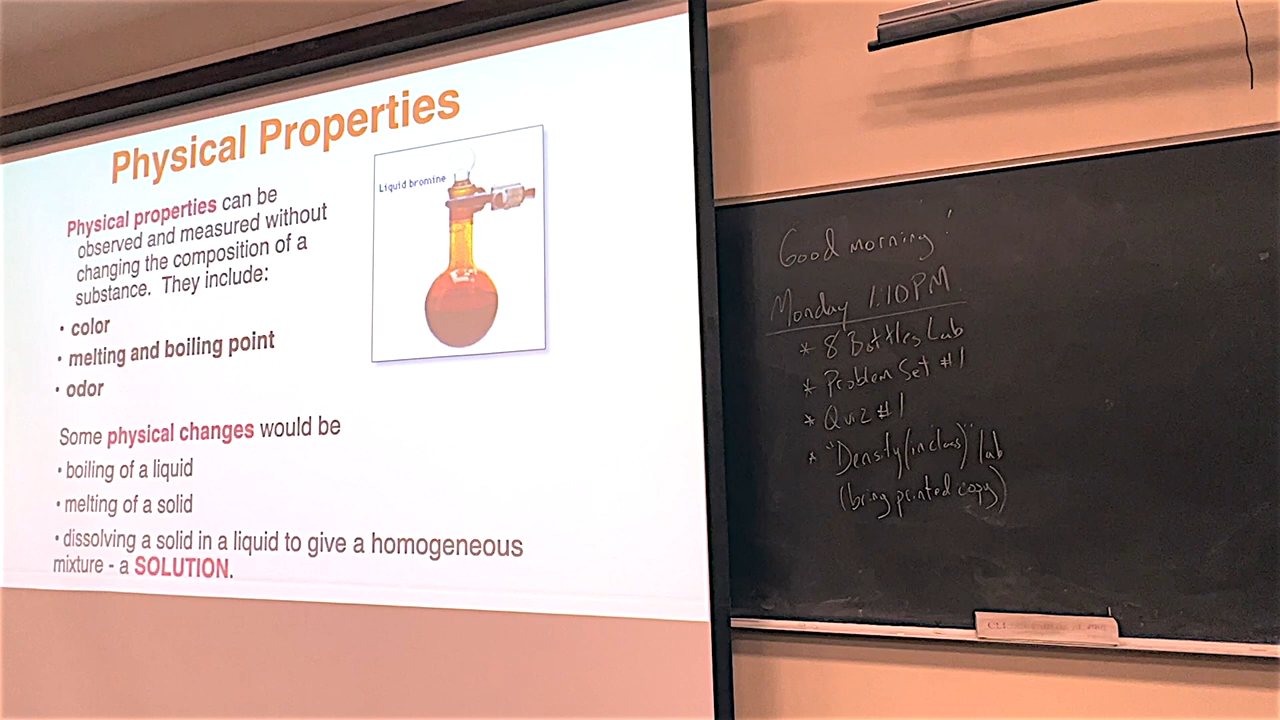 Physical Properties
Liquid bromine
Physical properties can be
observed and measured without
changing the composition of a
substance. They include:
• color
• melting and boiling point
• odor
Some physical changes would be
• boiling of a liquid
• melting of a solid
• dissolving a solid in a liquid to give a homogeneous
mixture - a SOLUTION.
Good morning!
Monday 1:10PM
* 8 Bottles Lab
* Problem Set #1
* Quiz #1
* "Density (in class)" lab
(bring printed copy)